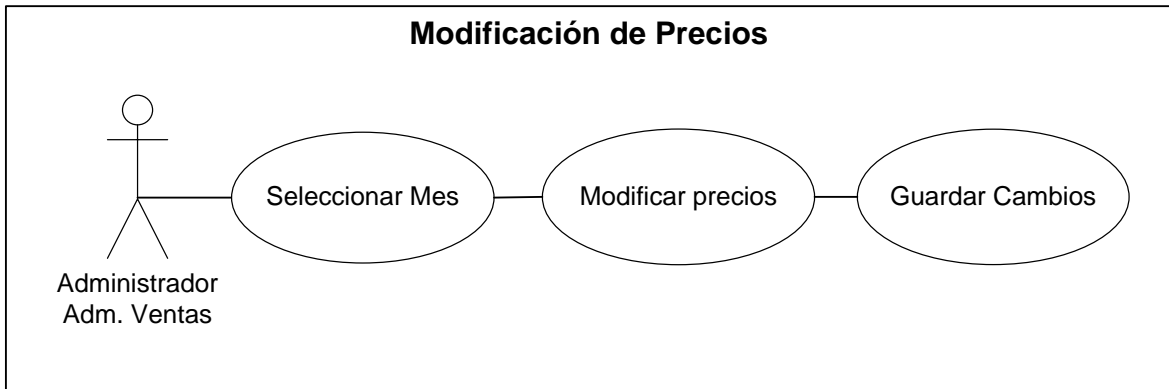 Modificación de Precios
Seleccionar Mes
Modificar precios
Guardar Cambios
Administrador
Adm. Ventas